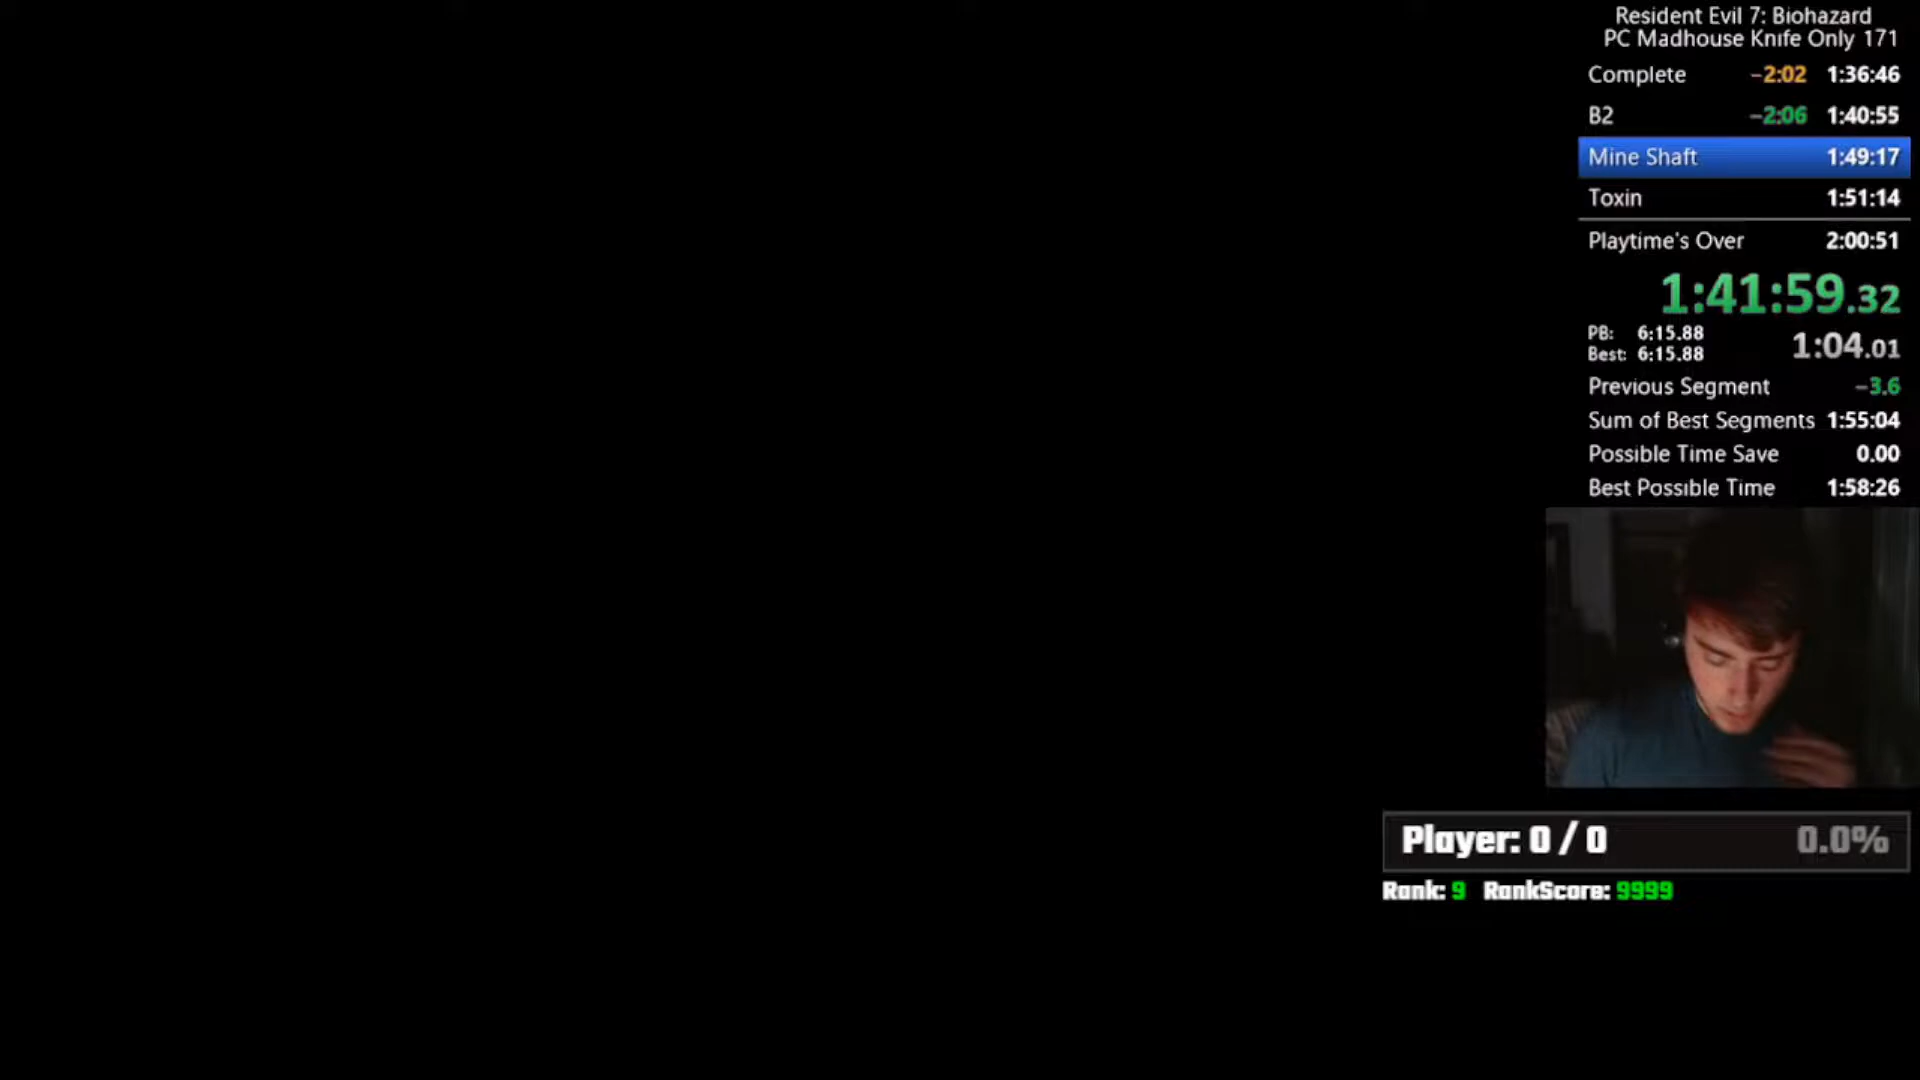 Resident Evil 7: Biohazard
PC Madhouse Knife Only 171
Complete −2:02 1:36:46
B2 −2:06 1:40:55
Mine Shaft 1:49:17
Toxin 1:51:14
Playtime's Over 2:00:51
1:41:59.32
PB: 6:15.88
Best: 6:15.88 1:04.01
Previous Segment −3.6
Sum of Best Segments 1:55:04
Possible Time Save 0.00
Best Possible Time 1:58:26
Player: 0 / 0 0.0%
Rank: 9 RankScore: 9999